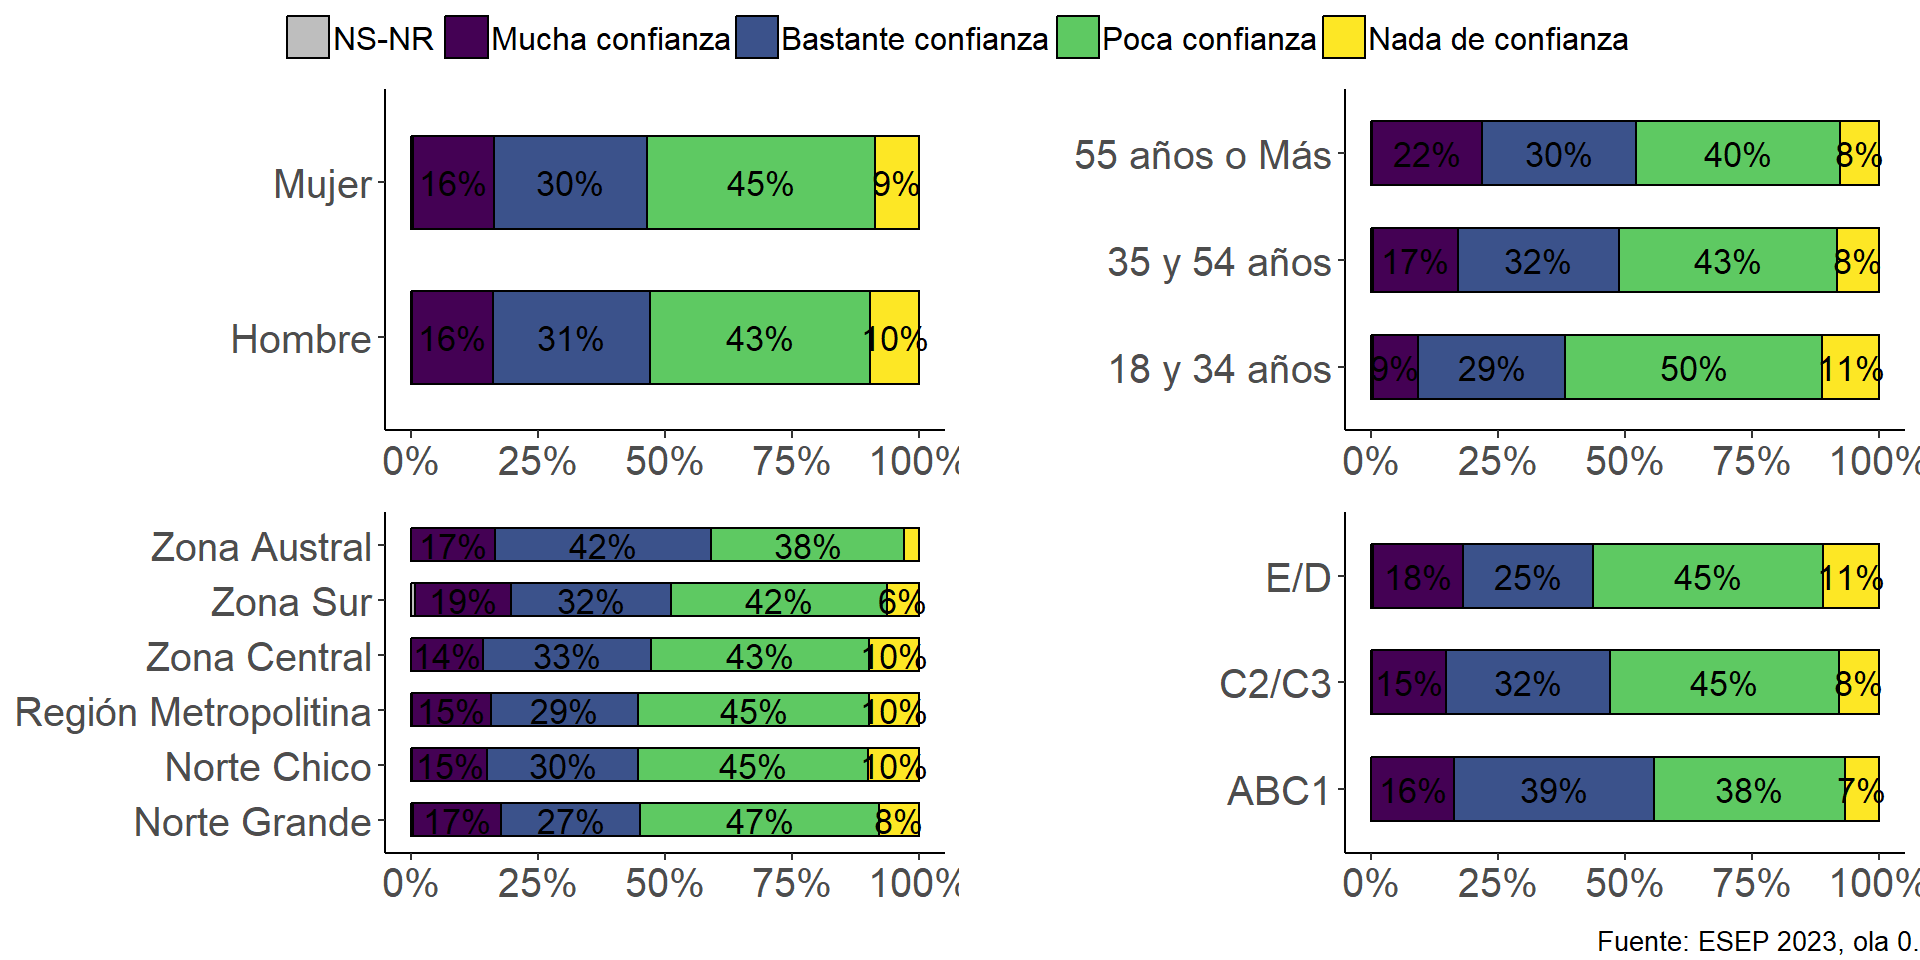 NS-NR Mucha confianza Bastante confianza Poca confianza Nada de confianza
Mujer 16% 30% 45% 9%
Hombre 16% 31% 43% 10%
0% 25% 50% 75% 100%
55 años o Más 22% 30% 40% 8%
35 y 54 años 17% 32% 43% 8%
18 y 34 años 9% 29% 50% 11%
0% 25% 50% 75% 100%
Zona Austral 17% 42% 38%
Zona Sur 19% 32% 42% 6%
Zona Central 14% 33% 43% 10%
Región Metropolitina 15% 29% 45% 10%
Norte Chico 15% 30% 45% 10%
Norte Grande 17% 27% 47% 8%
0% 25% 50% 75% 100%
E/D 18% 25% 45% 11%
C2/C3 15% 32% 45% 8%
ABC1 16% 39% 38% 7%
0% 25% 50% 75% 100%
Fuente: ESEP 2023, ola 0.